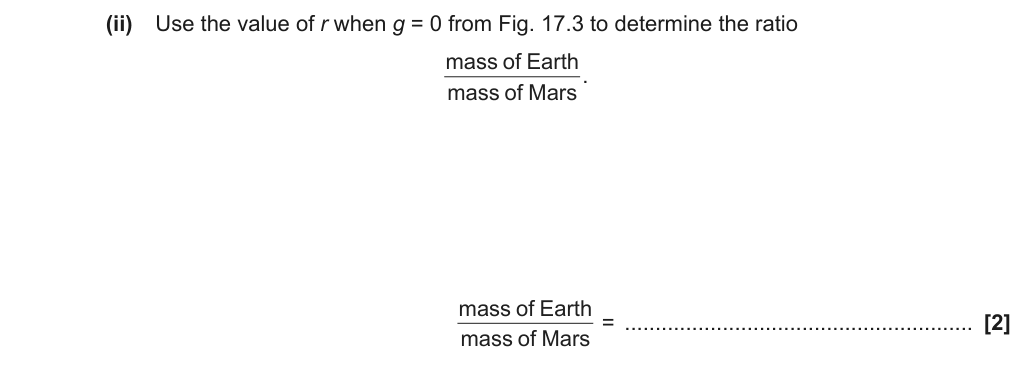 (ii) Use the value of r when g = 0 from Fig. 17.3 to determine the ratio
mass of Earth
mass of Mars .
mass of Earth
mass of Mars = ........................................................ [2]